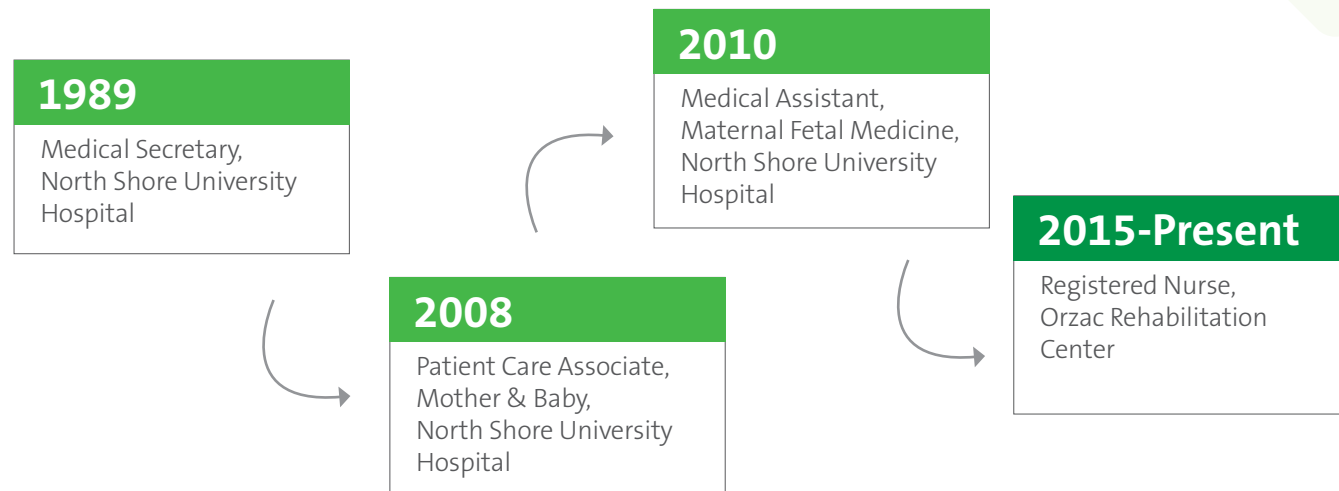 1989
Medical Secretary,
North Shore University
Hospital
2008
Patient Care Associate,
Mother & Baby,
North Shore University
Hospital
2010
Medical Assistant,
Maternal Fetal Medicine,
North Shore University
Hospital
2015-Present
Registered Nurse,
Orzac Rehabilitation
Center